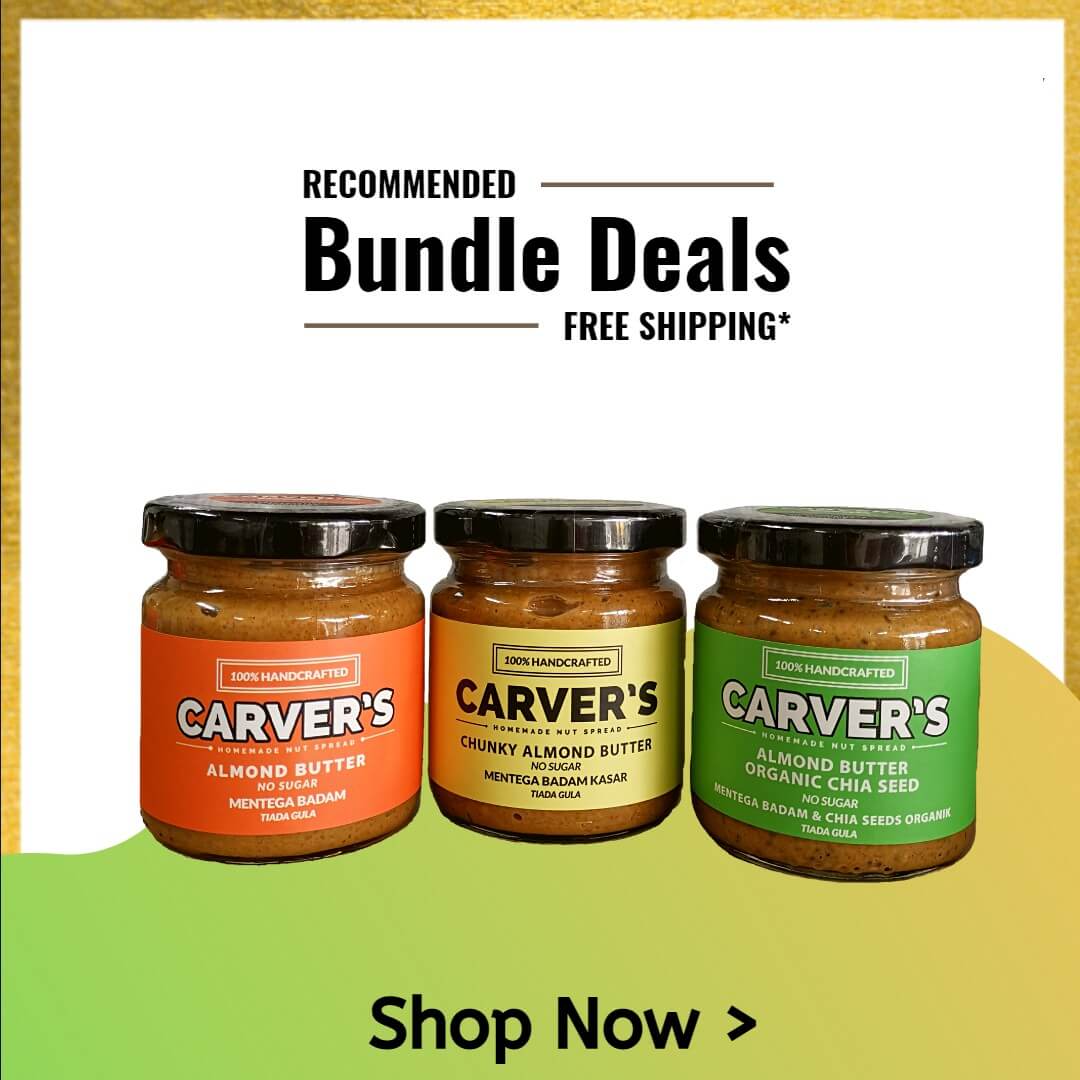 RECOMMENDED
Bundle Deals
FREE SHIPPING*
100% HANDCRAFTED
CARVER'S
HOMEMADE NUT SPREAD
ALMOND BUTTER
NO SUGAR
MENTEGA BADAM
TIADA GULA
100% HANDCRAFTED
CARVER'S
HOMEMADE NUT SPREAD
CHUNKY ALMOND BUTTER
NO SUGAR
MENTEGA BADAM KASAR
TIADA GULA
100% HANDCRAFTED
CARVER'S
HOMEMADE NUT SPREAD
ALMOND BUTTER
ORGANIC CHIA SEED
NO SUGAR
MENTEGA BADAM & CHIA SEEDS ORGANIK
TIADA GULA
Shop Now >